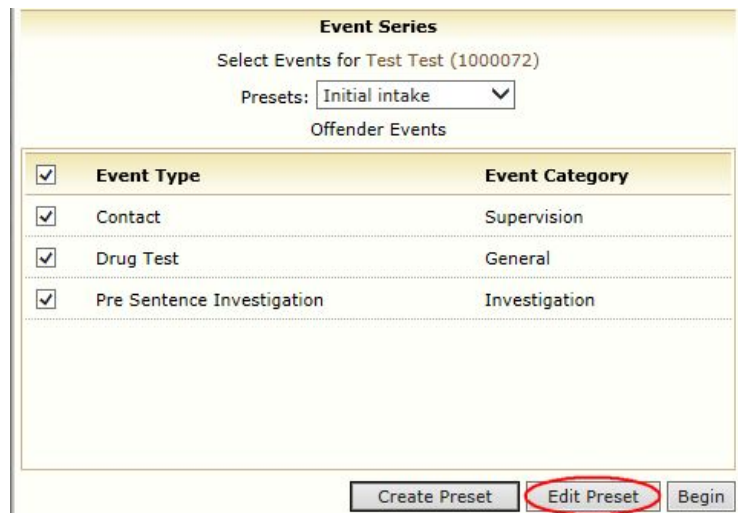 Event Series
Select Events for Test Test (1000072)
Presets: Initial intake
Offender Events
Event Type Event Category
Contact Supervision
Drug Test General
Pre Sentence Investigation Investigation
Create Preset Edit Preset Begin